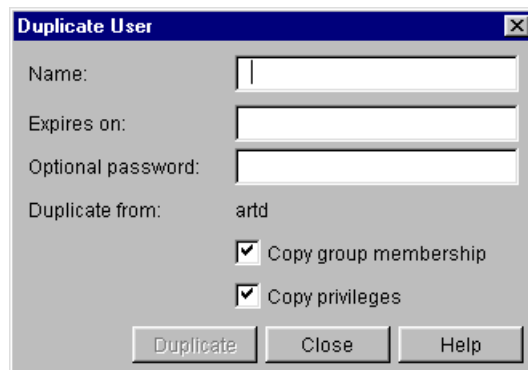 Duplicate User
Name:
Expires on:
Optional password:
Duplicate from: artd
Copy group membership
Copy privileges
Duplicate Close Help